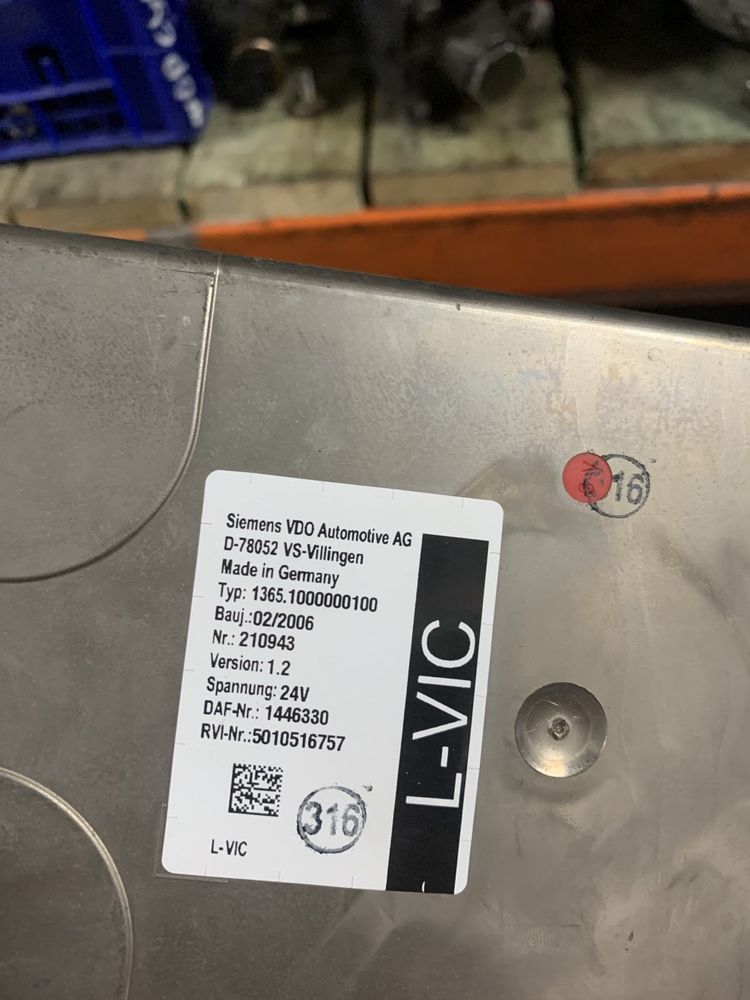 316
Siemens VDO Automotive AG
D-78052 VS-Villingen
Made in Germany
Typ: 1365.1000000100
Bauj.:02/2006
Nr.: 210943
Version: 1.2
Spannung: 24V
DAF-Nr.: 1446330
RVI-Nr.:5010516757
L-VIC
316
L-VIC